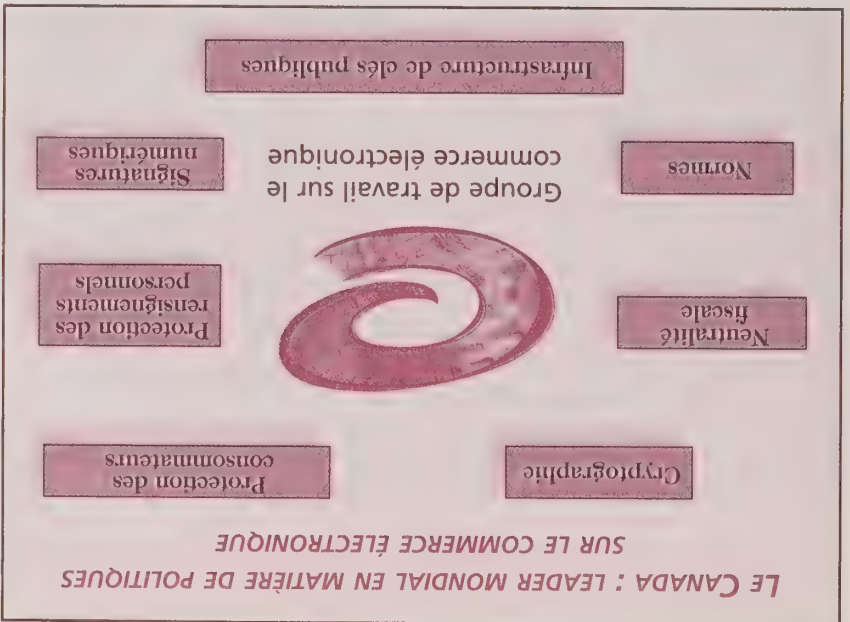 LE CANADA : LEADER MONDIAL EN MATIÈRE DE POLITIQUES
SUR LE COMMERCE ÉLECTRONIQUE
Cryptographie
Protection des
consommateurs
Neutralité
fiscale
Protection des
rensignements
personnels
Groupe de travail sur le
commerce électronique
Normes
Signatures
numériques
Infrastructure de clés publiques